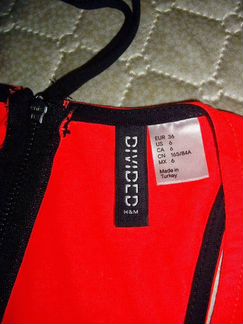 DIVIDED
H&M
EUR 36
US 6
CA 6
CN 165/84A
MX 6
Made in
Turkey